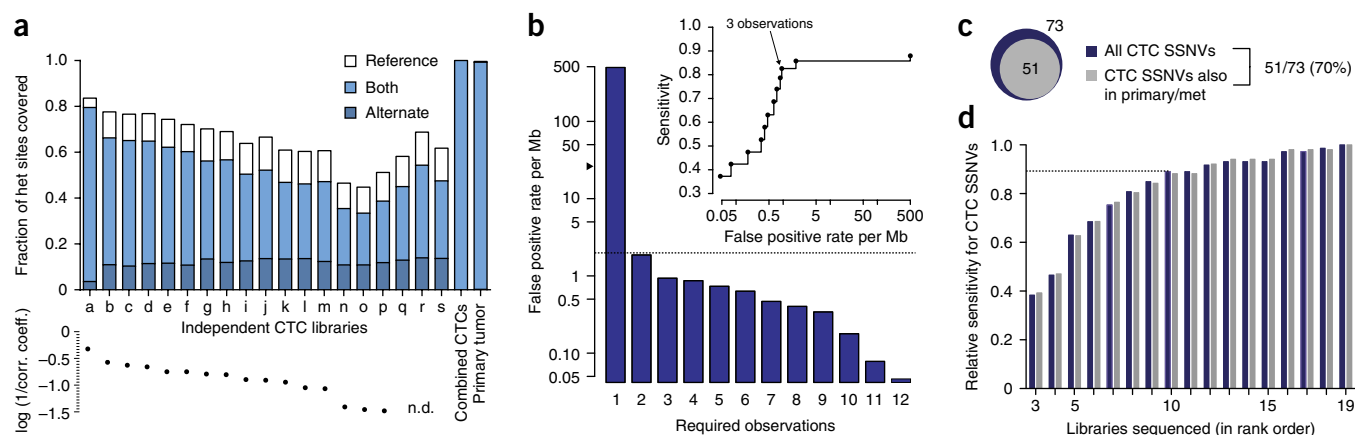 a
Fraction of het sites covered
1.0
0.8
0.6
0.4
0.2
0
Reference
Both
Alternate
a b c d e f g h i j k l m n o p q r s
Independent CTC libraries
Combined CTCs
Primary tumor
log (1/corr. coeff.)
0
–0.5
–1.0
–1.5
n.d.
b
False positive rate per Mb
500
100
50
10
5
1
0.5
0.10
0.05
1 2 3 4 5 6 7 8 9 10 11 12
Required observations
3 observations
Sensitivity
1.0
0.9
0.8
0.7
0.6
0.5
0.4
0.3
0.05 0.5 5 50 500
False positive rate per Mb
c
73
51
All CTC SSNVs
CTC SSNVs also
in primary/met
51/73 (70%)
d
Relative sensitivity for CTC SSNVs
1.0
0.8
0.6
0.4
0.2
0
3 5 10 15 19
Libraries sequenced (in rank order)